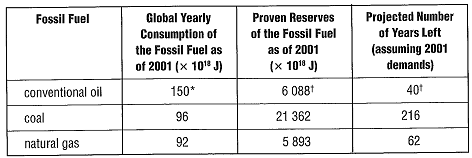 Fossil Fuel
Global Yearly
Consumption of
the Fossil Fuel as
of 2001 (× 10¹⁸ J)
Proven Reserves
of the Fossil Fuel
as of 2001
(× 10¹⁸ J)
Projected Number
of Years Left
(assuming 2001
demands)
conventional oil 150* 6 088† 40†
coal 96 21 362 216
natural gas 92 5 893 62